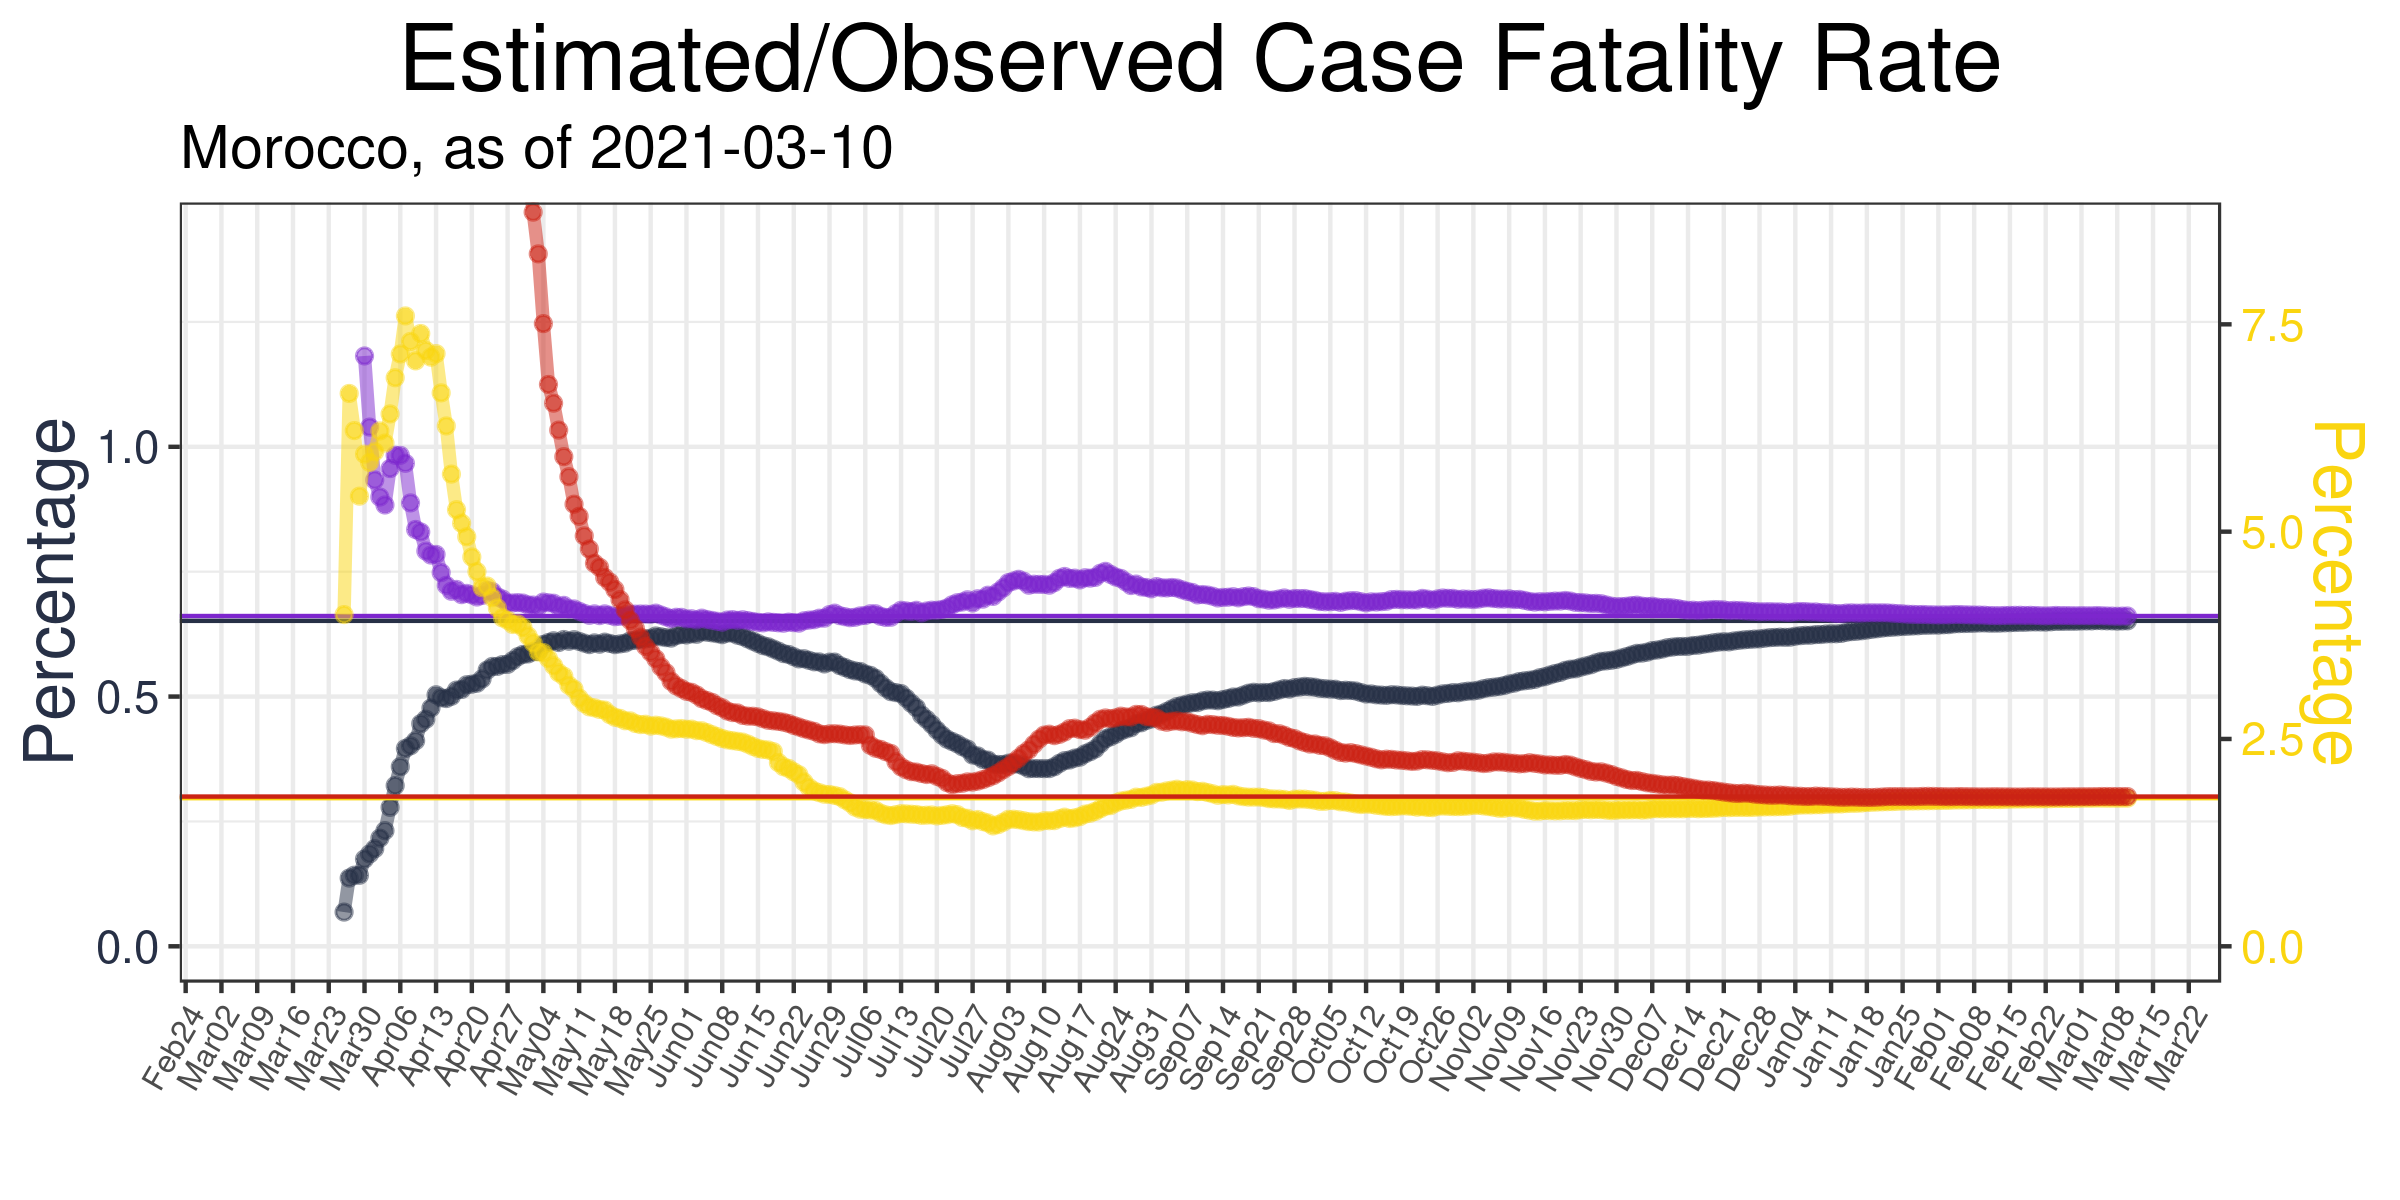 Estimated/Observed Case Fatality Rate
Morocco, as of 2021-03-10
Percentage
1.0
0.5
0.0
7.5
5.0
2.5
0.0
Percentage
Feb24
Mar02
Mar09
Mar16
Mar23
Mar30
Apr06
Apr13
Apr20
Apr27
May04
May11
May18
May25
Jun01
Jun08
Jun15
Jun22
Jun29
Jul06
Jul13
Jul20
Jul27
Aug03
Aug10
Aug17
Aug24
Aug31
Sep07
Sep14
Sep21
Sep28
Oct05
Oct12
Oct19
Oct26
Nov02
Nov09
Nov16
Nov23
Nov30
Dec07
Dec14
Dec21
Dec28
Jan04
Jan11
Jan18
Jan25
Feb01
Feb08
Feb15
Feb22
Mar01
Mar08
Mar15
Mar22